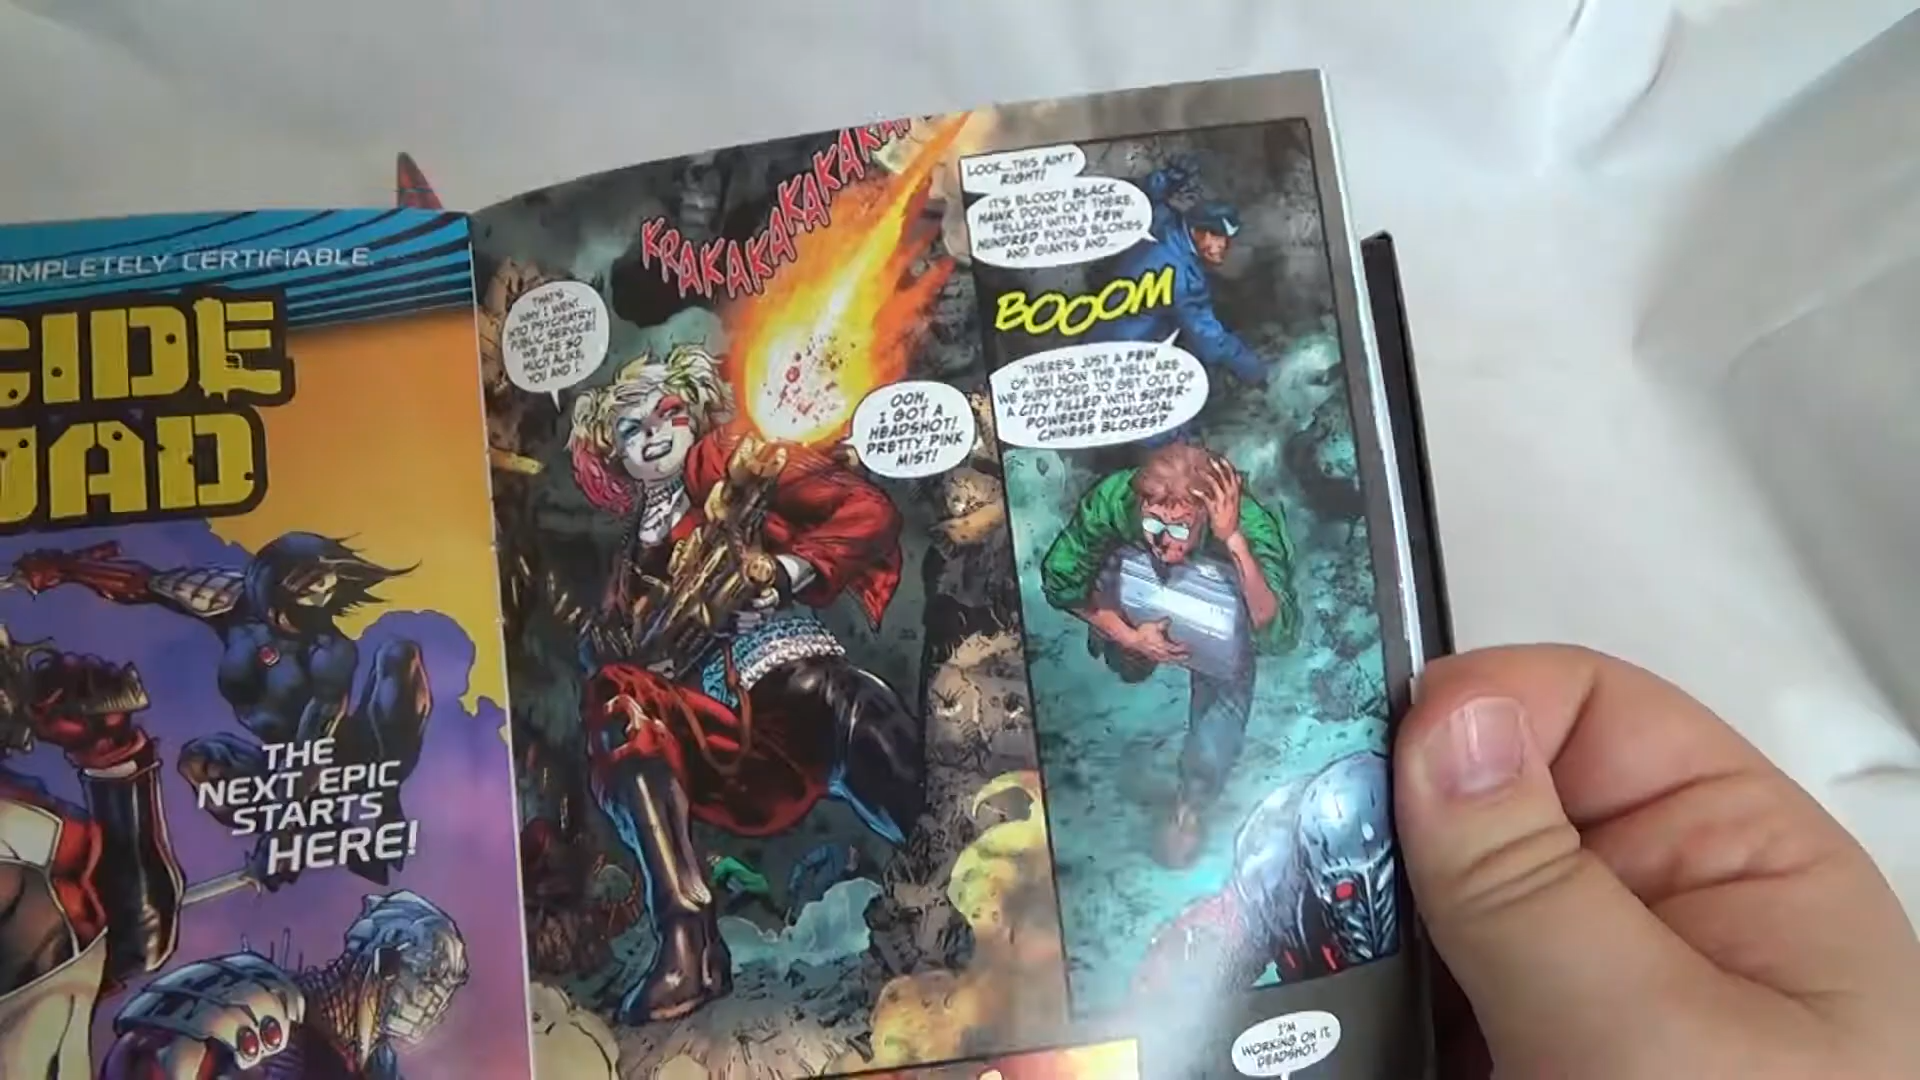 OMPLETELY CERTIFIABLE.
CIDE
UAD
THE
NEXT EPIC
STARTS
HERE!
KRAKAKAKAKAKAKAKA
THAT'S
WHY I WENT
INTO PSYCHIATRY!
PUBLIC SERVICE!
WE ARE SO
MUCH ALIKE,
YOU AND I.
OOH,
I GOT A
HEADSHOT!
PRETTY PINK
MIST!
LOOK...THIS AIN'T
RIGHT!
IT'S BLOODY BLACK
HAWK DOWN OUT THERE,
FELLAS! WITH A FEW
HUNDRED FLYING BLOKES
AND GIANTS AND...
BOOOM
THERE'S JUST A FEW
OF US! HOW THE HELL ARE
WE SUPPOSED TO GET OUT OF
A CITY FILLED WITH SUPER-
POWERED HOMICIDAL
CHINESE BLOKES?
I'M
WORKING ON IT,
DEADSHOT.